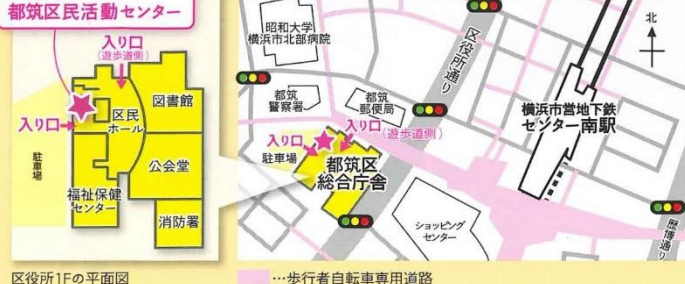 都筑区民活動センター
入り口
(遊歩道側)
図書館
区民
ホール
入り口
駐車場
公会堂
福祉保健
センター
消防署
区役所1Fの平面図
昭和大学
横浜市北部病院
区役所通り
北
都筑
警察署
都筑
郵便局
横浜市営地下鉄
センター南駅
入り口
入り口
(遊歩道側)
駐車場
都筑区
総合庁舎
ショッピング
センター
歴博通り
…歩行者自転車専用道路